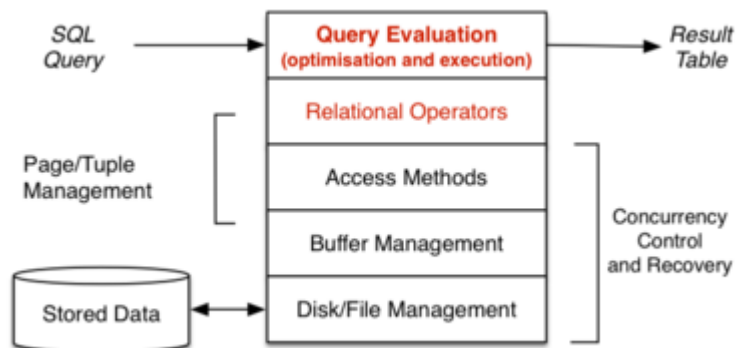 SQL
Query
Query Evaluation
(optimisation and execution)
Result
Table
Relational Operators
Page/Tuple
Management
Access Methods
Buffer Management
Concurrency
Control
and Recovery
Stored Data
Disk/File Management